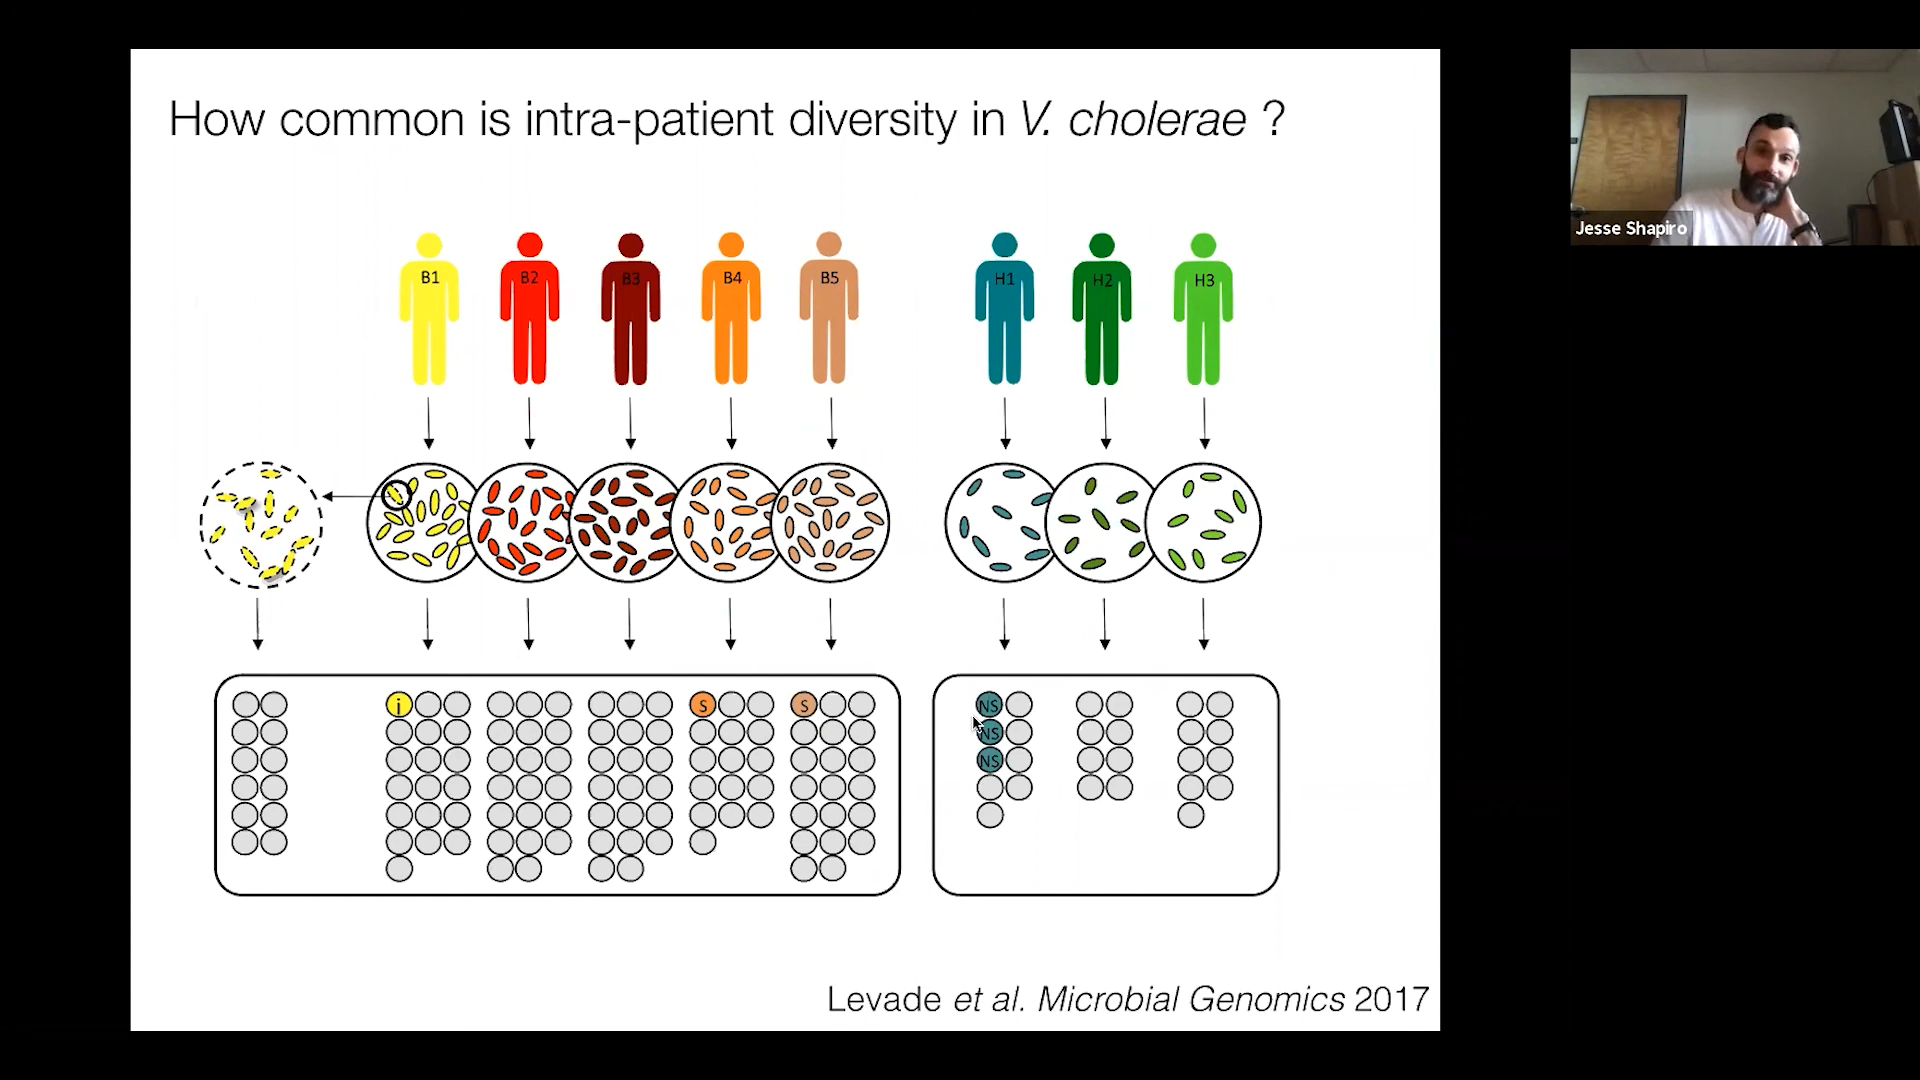 How common is intra-patient diversity in V. cholerae ?
Jesse Shapiro
B1 B2 B3 B4 B5 H1 H2 H3
i S S NS
NS
NS
Levade et al. Microbial Genomics 2017